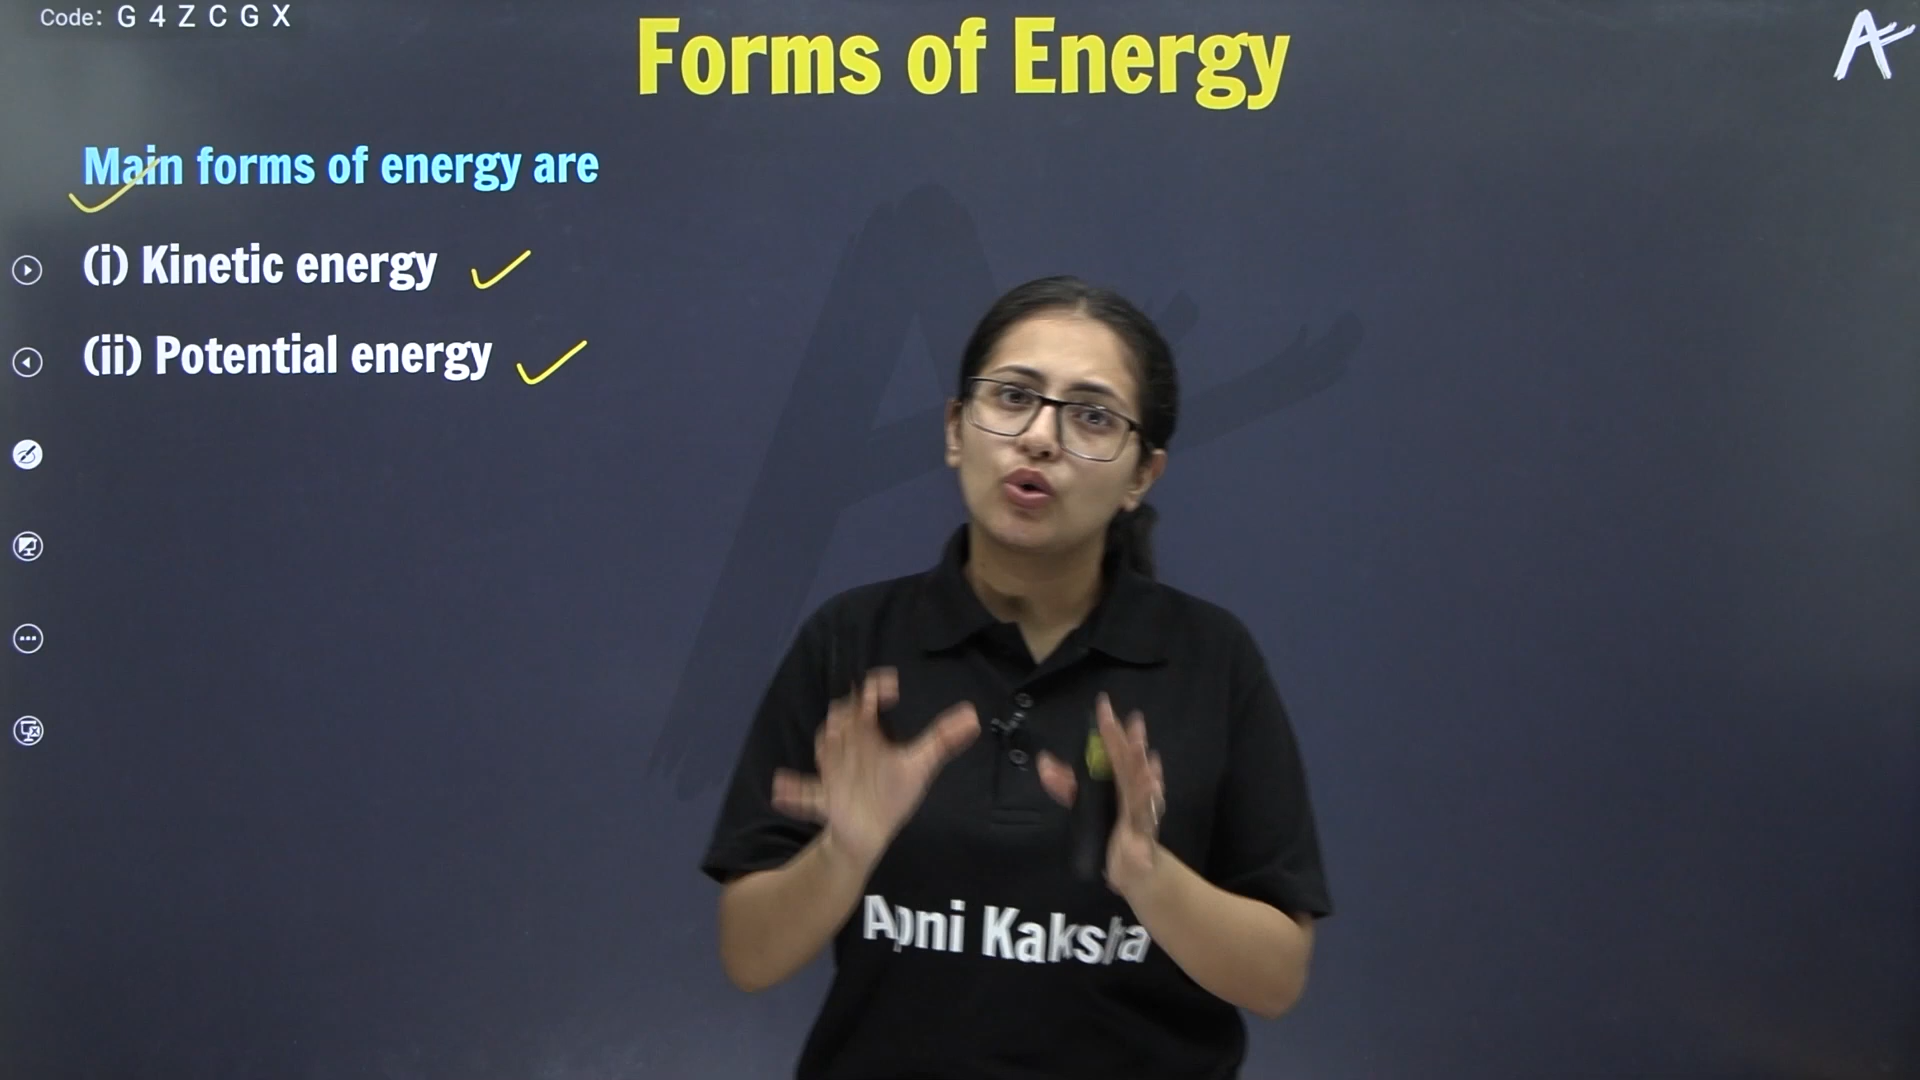 Code: G 4 Z C G X
Forms of Energy
Main forms of energy are
(i) Kinetic energy
(ii) Potential energy
Apni Kaksha